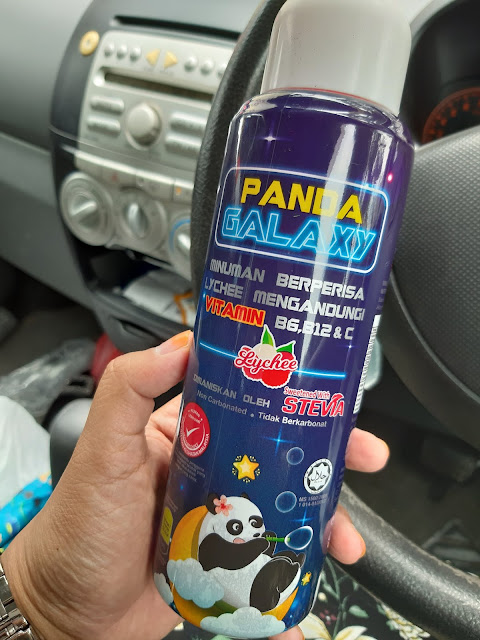 PANDA
GALAXY
MINUMAN BERPERISA
LYCHEE MENGANDUNGI
VITAMIN B6,B12 & C
Lychee
DIMANISKAN OLEH
Sweetened With
STEVIA
Non Carbonated • Tidak Berkarbonat